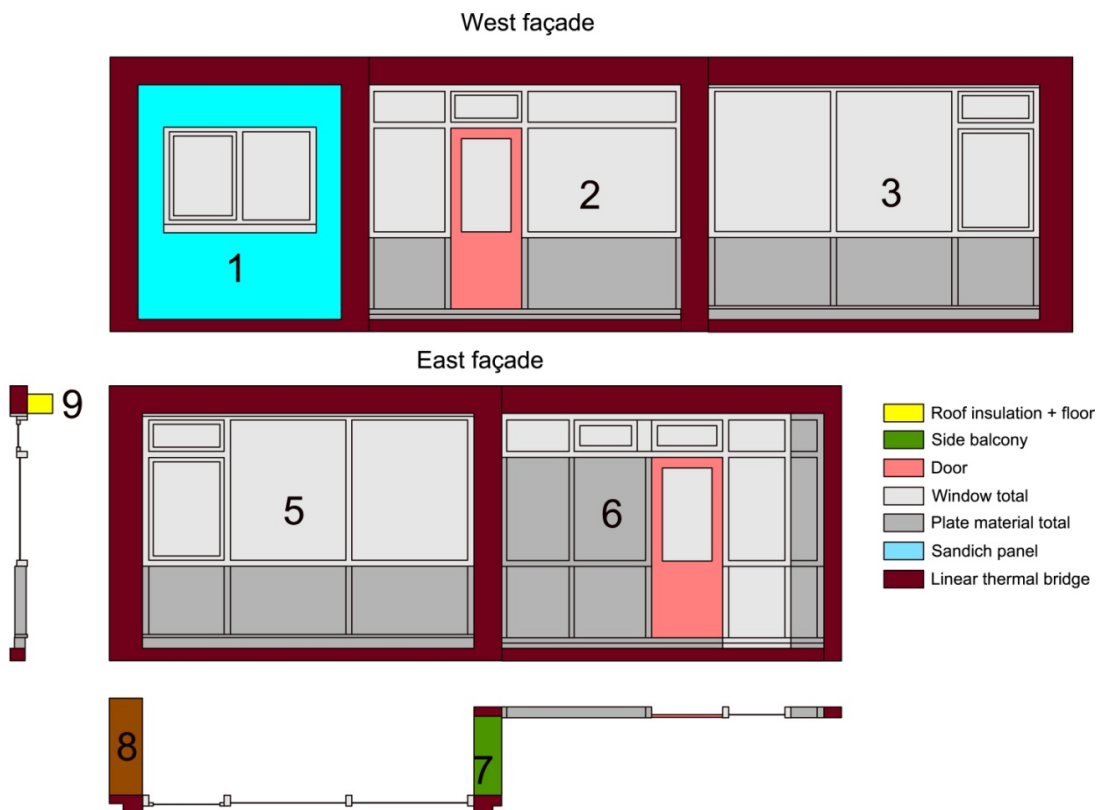 West façade
1
2
3
East façade
9
5
6
Roof insulation + floor
Side balcony
Door
Window total
Plate material total
Sandich panel
Linear thermal bridge
8
7